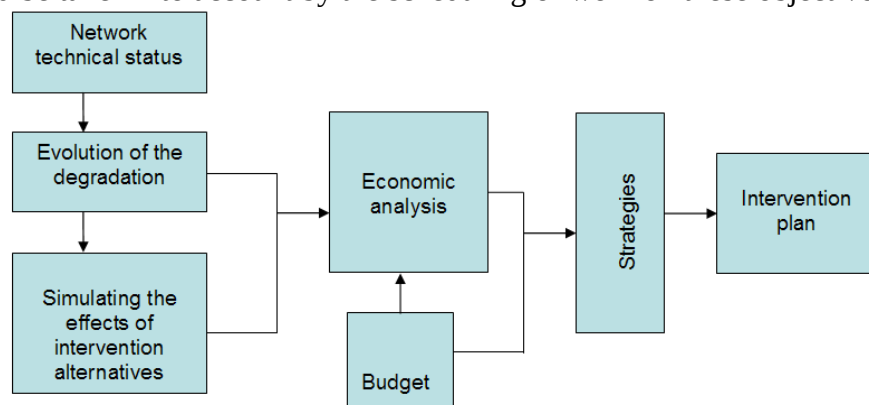 Network
technical status
Evolution of the
degradation
Simulating the
effects of
intervention
alternatives
Economic
analysis
Budget
Strategies
Intervention
plan